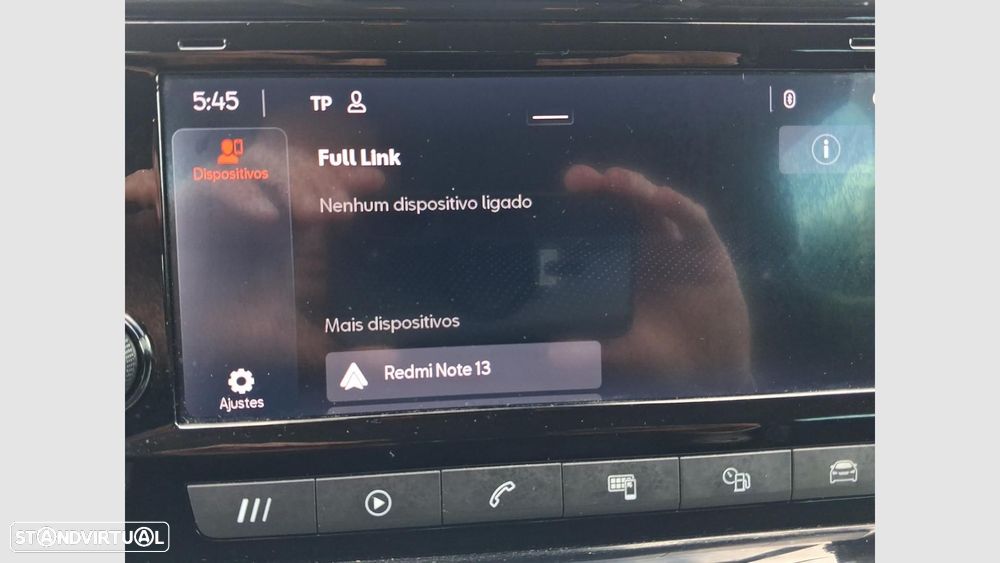 5:45
TP
Dispositivos
Full Link
Nenhum dispositivo ligado
Mais dispositivos
Redmi Note 13
Ajustes
STANDVIRTUAL